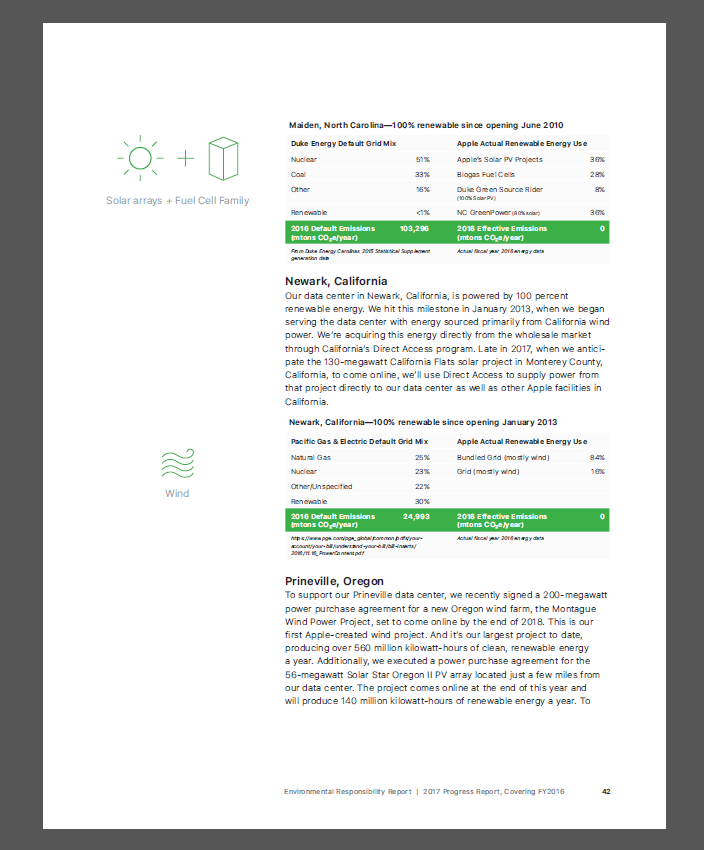 Maiden, North Carolina—100% renewable since opening June 2010
Duke Energy Default Grid Mix Apple Actual Renewable Energy Use
Nuclear 51% Apple's Solar PV Projects 36%
Coal 33% Biogas Fuel Cells 28%
Other 16% Duke Green Source Rider 8%
(100% Solar PV)
Renewable <1% NC GreenPower (80% solar) 36%
2016 Default Emissions 103,296 2016 Effective Emissions 0
(mtons CO₂e/year) (mtons CO₂e/year)
From Duke Energy Carolinas 2015 Statistical Supplement Actual fiscal year 2016 energy data
generation data
Solar arrays + Fuel Cell Family
Newark, California
Our data center in Newark, California, is powered by 100 percent
renewable energy. We hit this milestone in January 2013, when we began
serving the data center with energy sourced primarily from California wind
power. We're acquiring this energy directly from the wholesale market
through California's Direct Access program. Late in 2017, when we antici-
pate the 130-megawatt California Flats solar project in Monterey County,
California, to come online, we'll use Direct Access to supply power from
that project directly to our data center as well as other Apple facilities in
California.
Newark, California—100% renewable since opening January 2013
Pacific Gas & Electric Default Grid Mix Apple Actual Renewable Energy Use
Natural Gas 25% Bundled Grid (mostly wind) 84%
Nuclear 23% Grid (mostly wind) 16%
Other/Unspecified 22%
Renewable 30%
2016 Default Emissions 24,993 2016 Effective Emissions 0
(mtons CO₂e/year) (mtons CO₂e/year)
https://www.pge.com/pge_global/common/pdfs/your- Actual fiscal year 2016 energy data
account/your-bill/understand-your-bill/bill-inserts/
2016/11.16_PowerContent.pdf
Wind
Prineville, Oregon
To support our Prineville data center, we recently signed a 200-megawatt
power purchase agreement for a new Oregon wind farm, the Montague
Wind Power Project, set to come online by the end of 2018. This is our
first Apple-created wind project. And it's our largest project to date,
producing over 560 million kilowatt-hours of clean, renewable energy
a year. Additionally, we executed a power purchase agreement for the
56-megawatt Solar Star Oregon II PV array located just a few miles from
our data center. The project comes online at the end of this year and
will produce 140 million kilowatt-hours of renewable energy a year. To
Environmental Responsibility Report | 2017 Progress Report, Covering FY2016 42